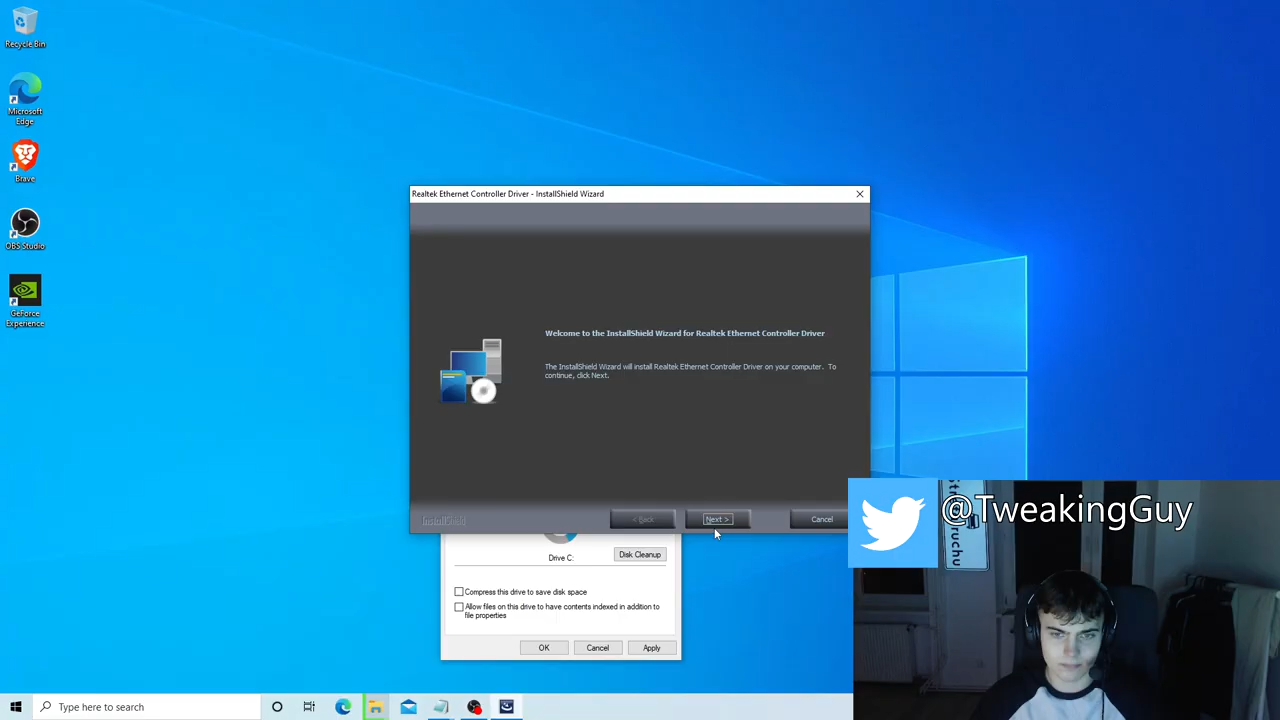 Recycle Bin
Microsoft
Edge
Brave
OBS Studio
GeForce
Experience
Realtek Ethernet Controller Driver - InstallShield Wizard
Welcome to the InstallShield Wizard for Realtek Ethernet Controller Driver
The InstallShield Wizard will install Realtek Ethernet Controller Driver on your computer. To
continue, click Next.
InstallShield
< Back
Next >
Cancel
Drive C:
Disk Cleanup
Compress this drive to save disk space
Allow files on this drive to have contents indexed in addition to
file properties
OK
Cancel
Apply
@TweakingGuy
Type here to search